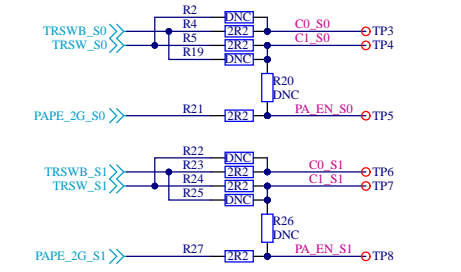 R2 DNC
TRSWB_S0 R4 2R2 C0_S0 TP3
TRSW_S0 R5 2R2 C1_S0 TP4
R19 DNC
R20
DNC
PAPE_2G_S0 R21 2R2 PA_EN_S0 TP5
R22 DNC
TRSWB_S1 R23 2R2 C0_S1 TP6
TRSW_S1 R24 2R2 C1_S1 TP7
R25 DNC
R26
DNC
PAPE_2G_S1 R27 2R2 PA_EN_S1 TP8